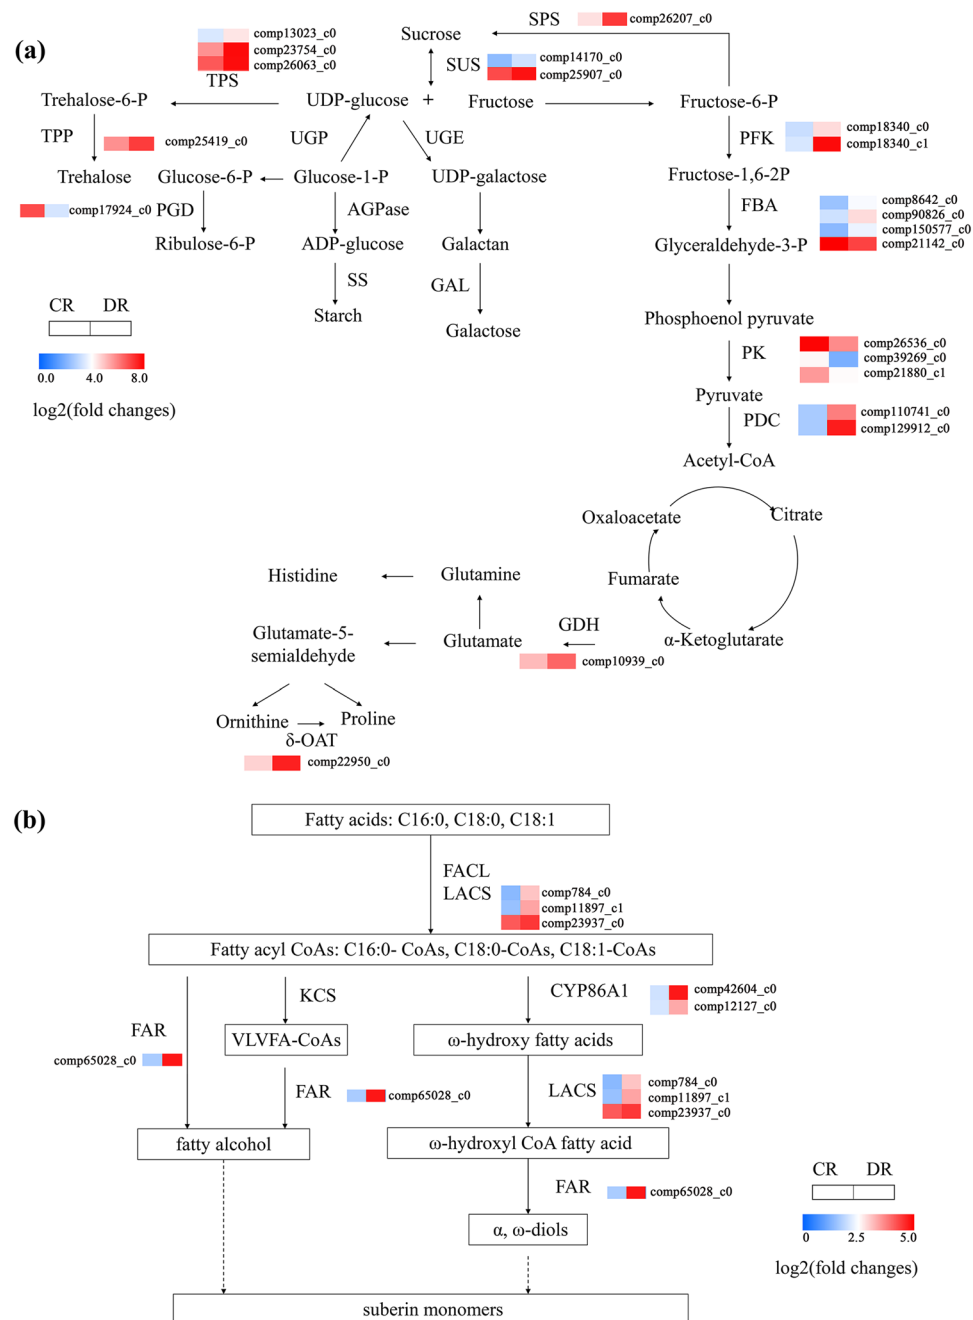 (a)
SPS
comp26207_c0
Sucrose
comp13023_c0
comp23754_c0
comp26063_c0
TPS
SUS
comp14170_c0
comp25907_c0
Trehalose-6-P
UDP-glucose
+
Fructose
Fructose-6-P
TPP
comp25419_c0
UGP
UGE
PFK
comp18340_c0
comp18340_c1
Trehalose
Glucose-6-P
Glucose-1-P
UDP-galactose
Fructose-1,6-2P
comp17924_c0
PGD
AGPase
FBA
comp8642_c0
comp90826_c0
comp150577_c0
comp21142_c0
Ribulose-6-P
ADP-glucose
Galactan
Glyceraldehyde-3-P
SS
GAL
CR DR
Starch
Galactose
Phosphoenol pyruvate
0.0 4.0 8.0
log2(fold changes)
PK
comp26536_c0
comp39269_c0
comp21880_c1
Pyruvate
PDC
comp110741_c0
comp129912_c0
Acetyl-CoA
Oxaloacetate
Citrate
Histidine
Glutamine
Fumarate
Glutamate-5-
semialdehyde
Glutamate
GDH
α-Ketoglutarate
comp10939_c0
Ornithine
Proline
δ-OAT
comp22950_c0
(b)
Fatty acids: C16:0, C18:0, C18:1
FACL
LACS
comp784_c0
comp11897_c1
comp23937_c0
Fatty acyl CoAs: C16:0- CoAs, C18:0-CoAs, C18:1-CoAs
KCS
CYP86A1
comp42604_c0
comp12127_c0
FAR
comp65028_c0
VLVFA-CoAs
ω-hydroxy fatty acids
FAR
comp65028_c0
LACS
comp784_c0
comp11897_c1
comp23937_c0
fatty alcohol
ω-hydroxyl CoA fatty acid
FAR
comp65028_c0
CR DR
α, ω-diols
0 2.5 5.0
log2(fold changes)
suberin monomers